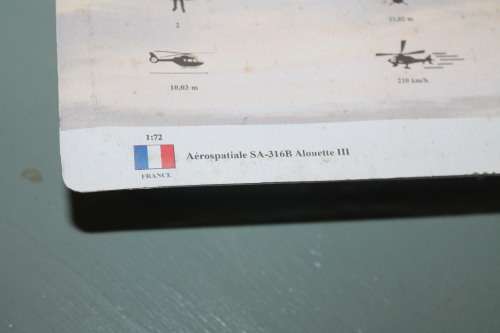 2
11,02 m
10,03 m
210 km/h
1:72
Aérospatiale SA-316B Alouette III
FRANCE